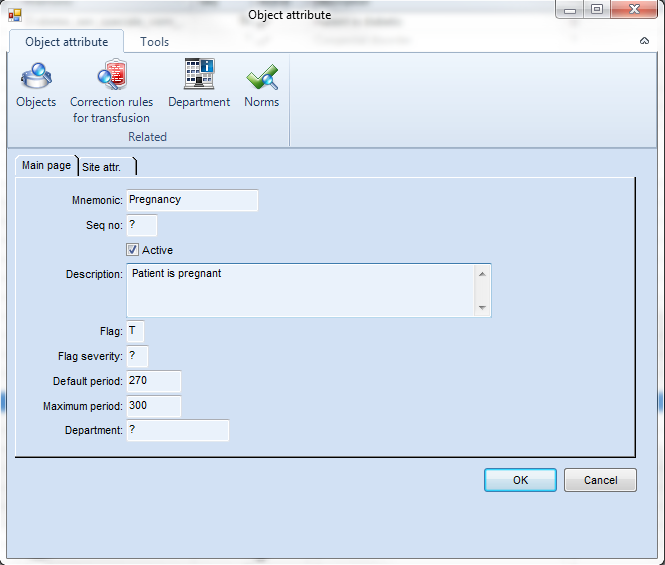 Object attribute
Object attribute Tools
Objects Correction rules for transfusion Department Norms
Related
Main page Site attr.
Mnemonic: Pregnancy
Seq no: ?
Active
Description: Patient is pregnant
Flag: T
Flag severity: ?
Default period: 270
Maximum period: 300
Department: ?
OK Cancel